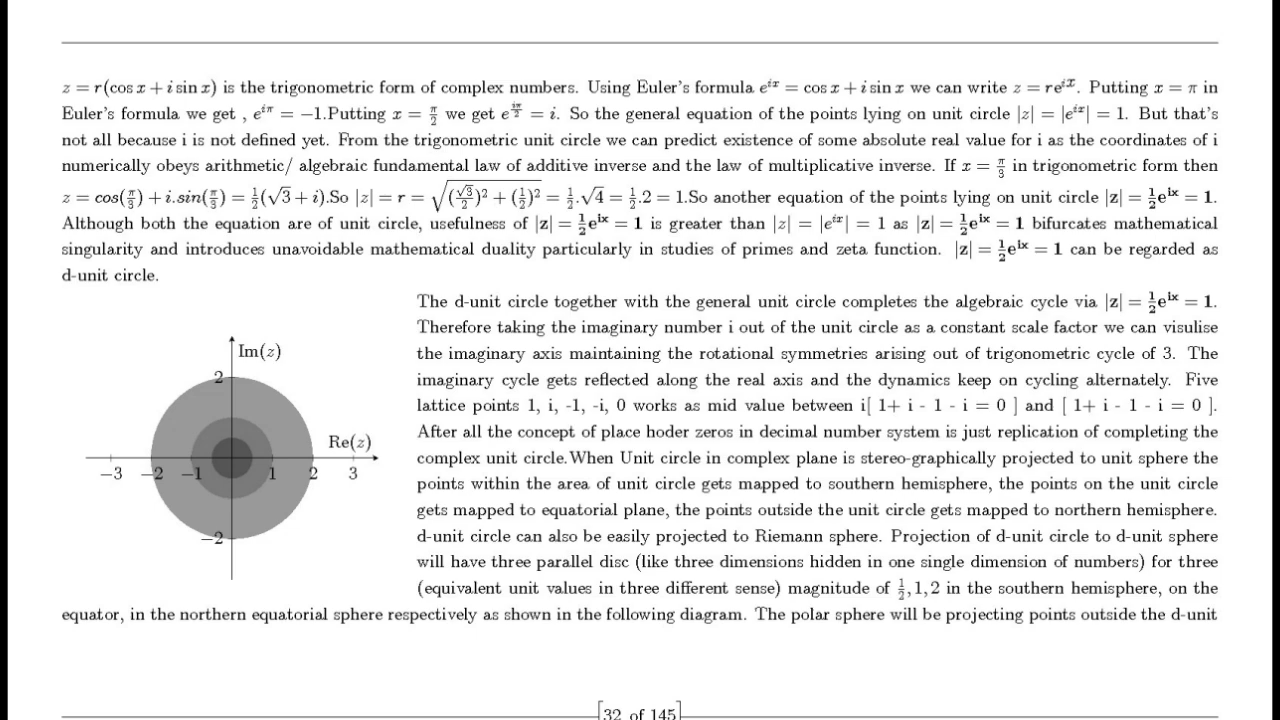 z = r(cos x + i sin x) is the trigonometric form of complex numbers. Using Euler's formula e^{ix} = cos x + i sin x we can write z = re^{ix}. Putting x = π in
Euler's formula we get , e^{iπ} = −1.Putting x = π/2 we get e^{iπ/2} = i. So the general equation of the points lying on unit circle |z| = |e^{ix}| = 1. But that's
not all because i is not defined yet. From the trigonometric unit circle we can predict existence of some absolute real value for i as the coordinates of i
numerically obeys arithmetic/ algebraic fundamental law of additive inverse and the law of multiplicative inverse. If x = π/3 in trigonometric form then
z = cos(π/3) + i.sin(π/3) = 1/2(√3 + i).So |z| = r = √((√3/2)2 + (1/2)2 = 1/2.√4 = 1/2.2 = 1.So another equation of the points lying on unit circle |z| = 1/2e^{ix} = 1.
Although both the equation are of unit circle, usefulness of |z| = 1/2e^{ix} = 1 is greater than |z| = |e^{ix}| = 1 as |z| = 1/2e^{ix} = 1 bifurcates mathematical
singularity and introduces unavoidable mathematical duality particularly in studies of primes and zeta function. |z| = 1/2e^{ix} = 1 can be regarded as
d-unit circle.
The d-unit circle together with the general unit circle completes the algebraic cycle via |z| = 1/2e^{ix} = 1.
Therefore taking the imaginary number i out of the unit circle as a constant scale factor we can visulise
the imaginary axis maintaining the rotational symmetries arising out of trigonometric cycle of 3. The
imaginary cycle gets reflected along the real axis and the dynamics keep on cycling alternately. Five
lattice points 1, i, -1, -i, 0 works as mid value between i[ 1+ i - 1 - i = 0 ] and [ 1+ i - 1 - i = 0 ].
After all the concept of place hoder zeros in decimal number system is just replication of completing the
complex unit circle.When Unit circle in complex plane is stereo-graphically projected to unit sphere the
points within the area of unit circle gets mapped to southern hemisphere, the points on the unit circle
gets mapped to equatorial plane, the points outside the unit circle gets mapped to northern hemisphere.
d-unit circle can also be easily projected to Riemann sphere. Projection of d-unit circle to d-unit sphere
will have three parallel disc (like three dimensions hidden in one single dimension of numbers) for three
(equivalent unit values in three different sense) magnitude of 1/2, 1, 2 in the southern hemisphere, on the
equator, in the northern equatorial sphere respectively as shown in the following diagram. The polar sphere will be projecting points outside the d-unit
Im(z)
2
Re(z)
−3 −2 −1 1 2 3
−2
[32 of 145]